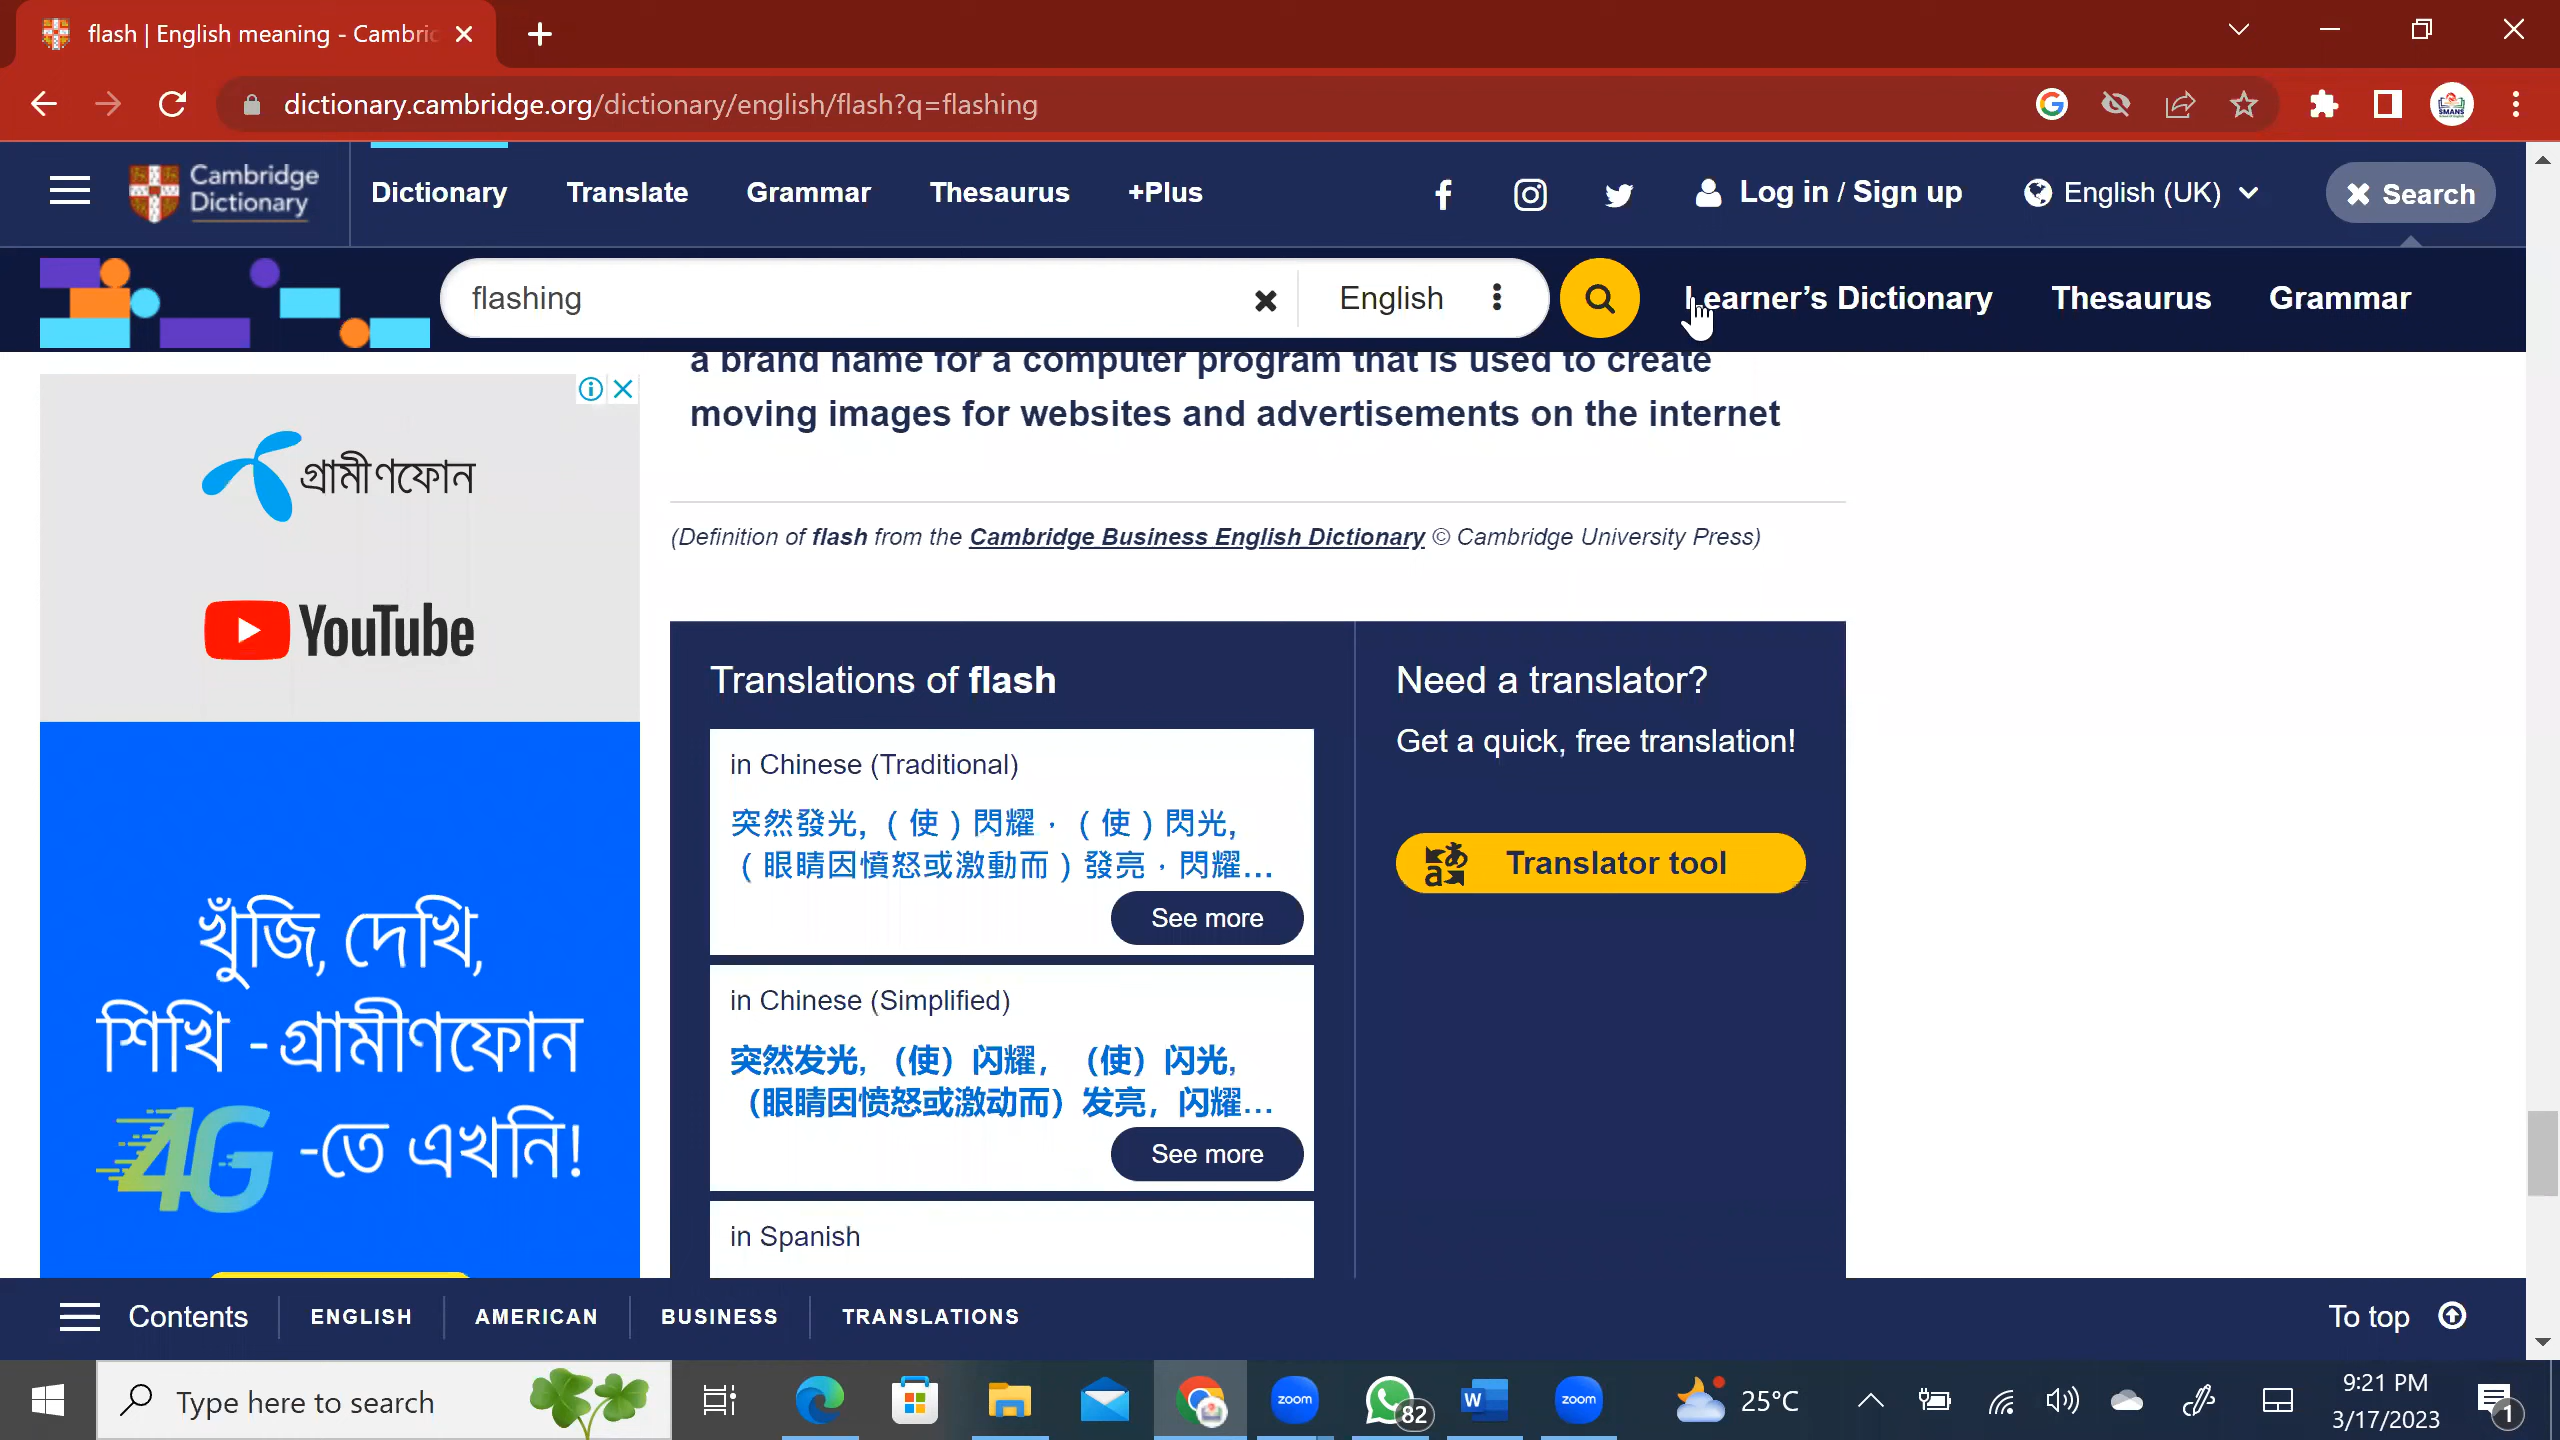 flash | English meaning - Cambric
dictionary.cambridge.org/dictionary/english/flash?q=flashing
Cambridge
Dictionary
Dictionary Translate Grammar Thesaurus +Plus
Log in / Sign up
English (UK)
Search
flashing
English
Learner's Dictionary Thesaurus Grammar
a brand name for a computer program that is used to create
moving images for websites and advertisements on the internet
(Definition of flash from the Cambridge Business English Dictionary © Cambridge University Press)
গ্রামীণফোন
YouTube
খুঁজি, দেখি,
শিখি - গ্রামীণফোন
4G -তে এখনি!
Translations of flash
in Chinese (Traditional)
突然發光,（使）閃耀，（使）閃光,
（眼睛因憤怒或激動而）發亮，閃耀…
See more
in Chinese (Simplified)
突然发光,（使）闪耀，（使）闪光,
（眼睛因愤怒或激动而）发亮，闪耀…
See more
in Spanish
Need a translator?
Get a quick, free translation!
Translator tool
Contents ENGLISH AMERICAN BUSINESS TRANSLATIONS
To top
Type here to search
zoom
82
W
zoom
25°C
9:21 PM
3/17/2023
1